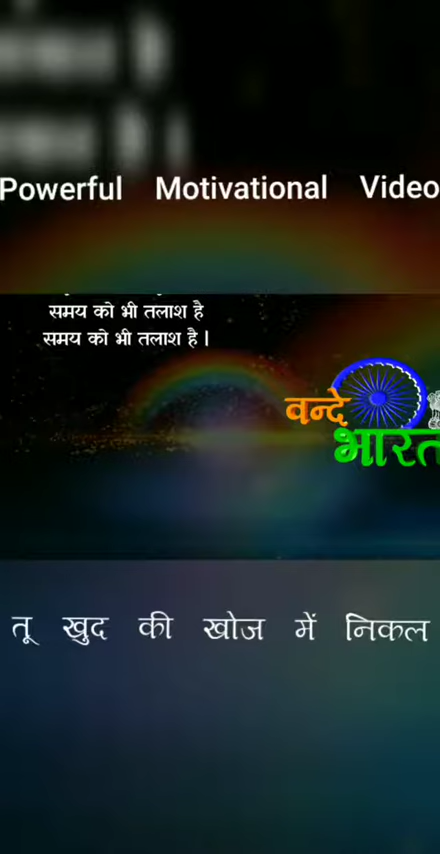 Powerful Motivational Video
समय को भी तलाश है
समय को भी तलाश है ।
वन्दे
भारत
तू खुद की खोज में निकल